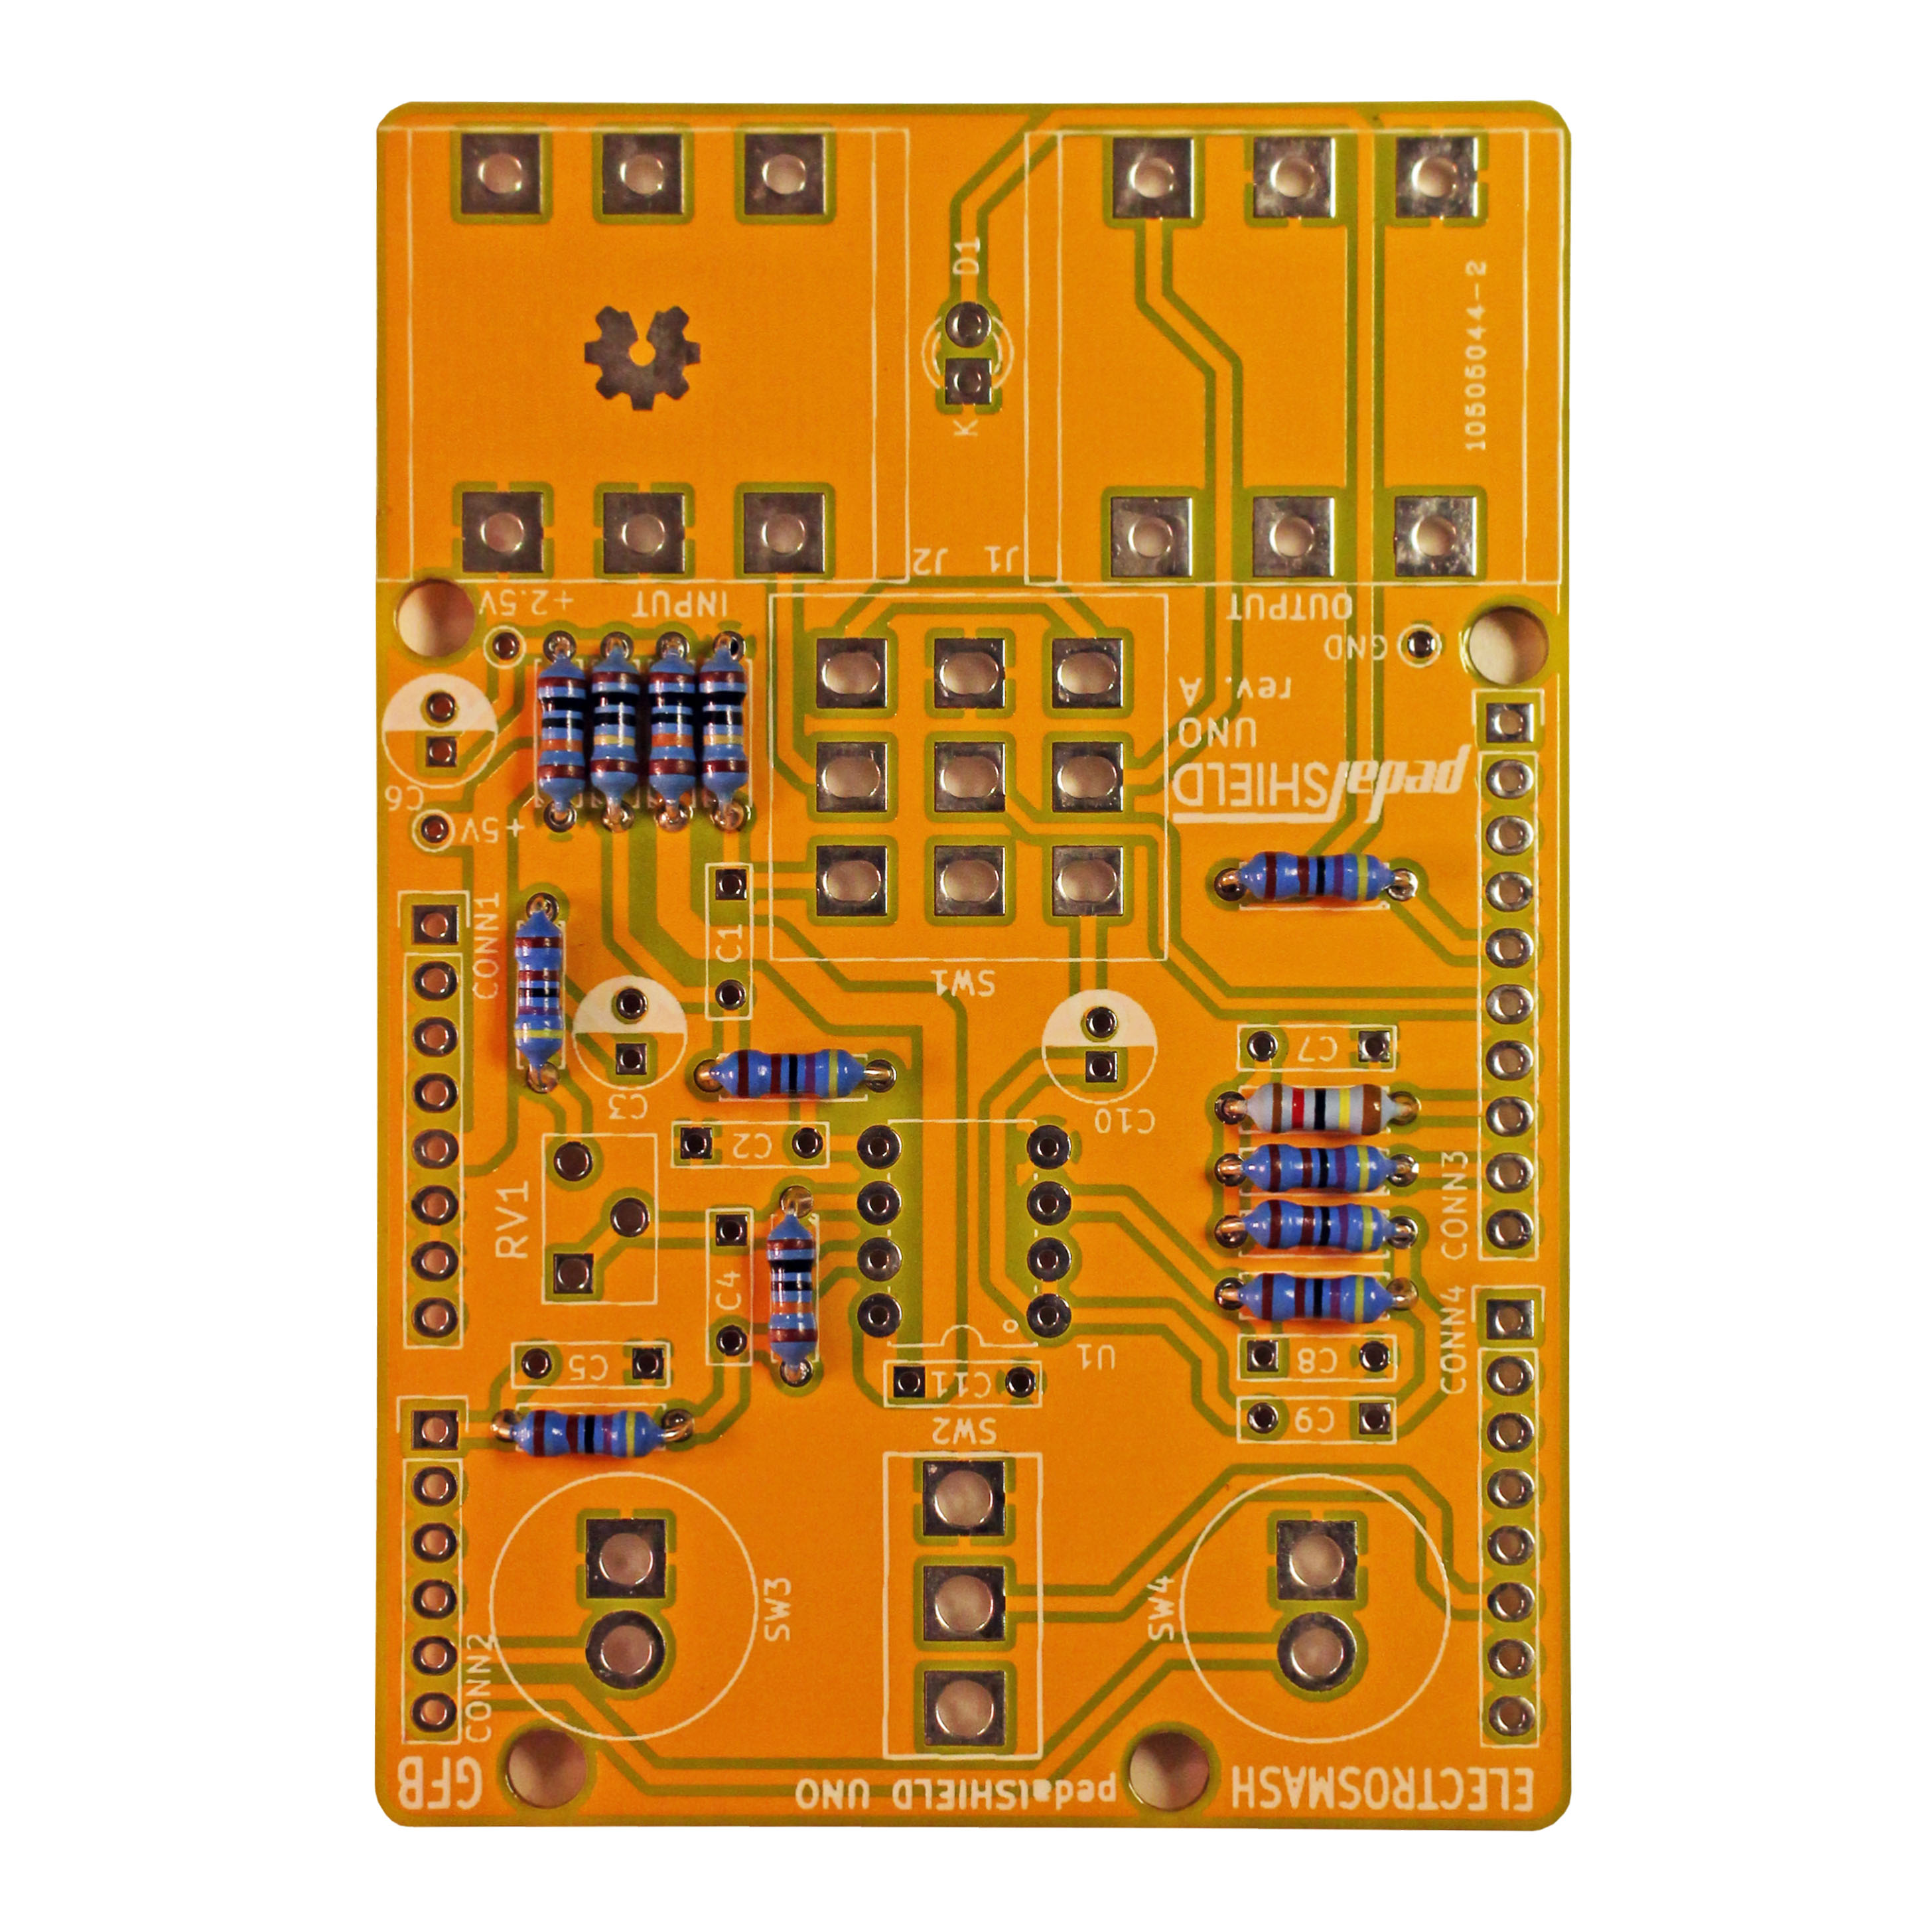 D1
K
10505044-2
J2 J1
+2.5V INPUT
OUTPUT
GND
rev. A
UNO
pedalSHIELD
C6
+5V
CONN1
C1
SW1
C3
C7
C10
C2
RV1
CONN3
C4
U1
C5
C11
C8
CONN4
C9
SW2
SW3
SW4
CONN2
GFB
pedalSHIELD UNO
ELECTROSMASH